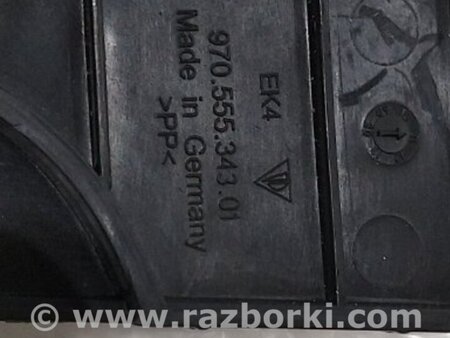 EK4
970.555.343.01
Made in Germany
>PP<
© www.razborki.com